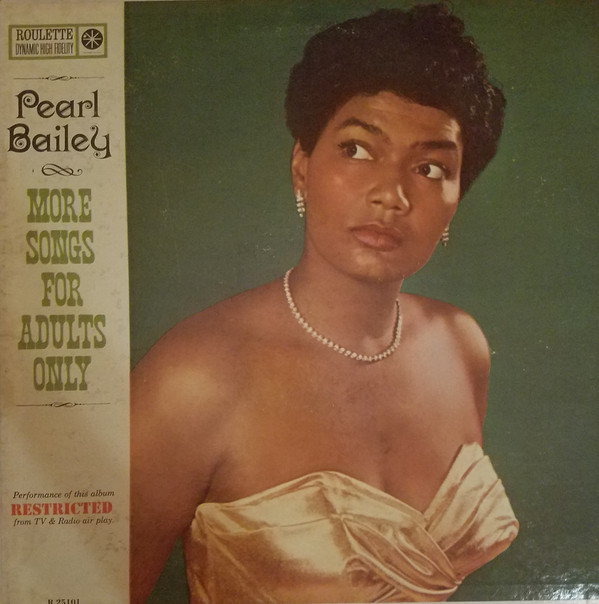 ROULETTE
DYNAMIC HIGH FIDELITY
Pearl
Bailey
MORE
SONGS
FOR
ADULTS
ONLY
Performance of this album
RESTRICTED
from TV & Radio air play.
R 25101